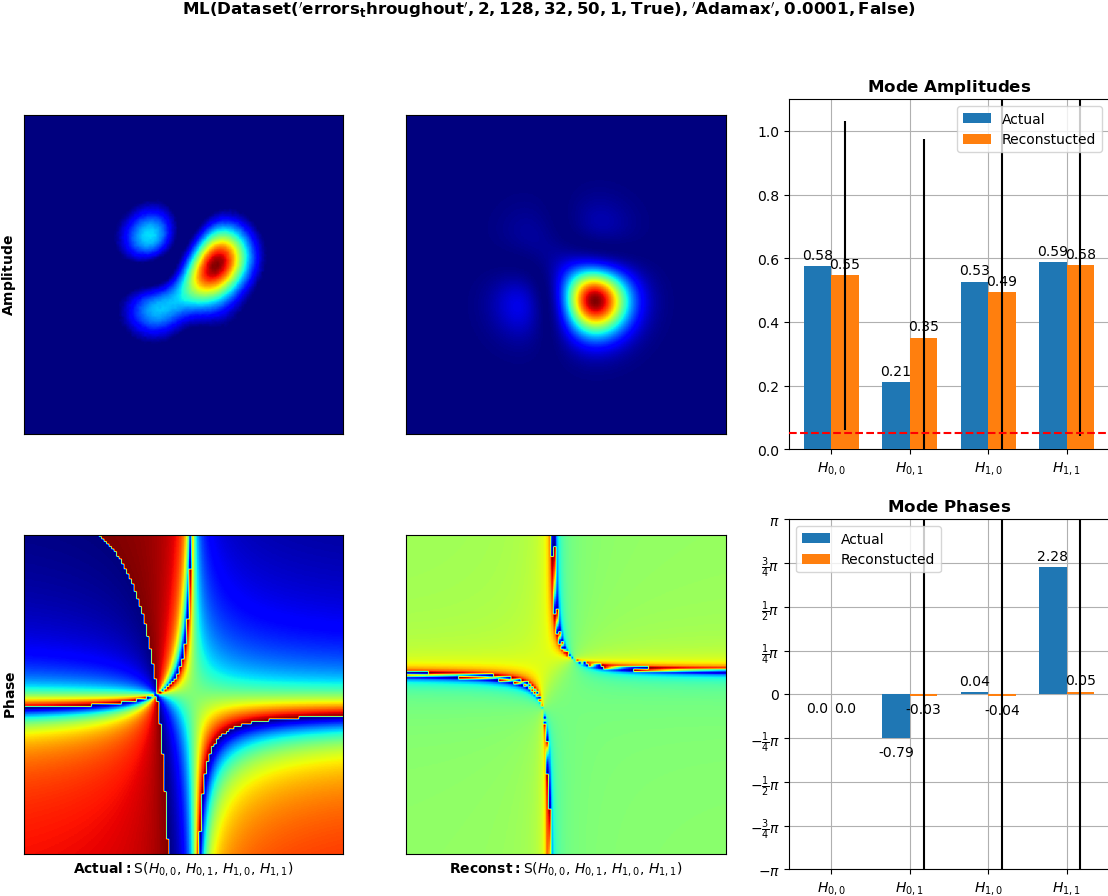 ML(Dataset('errors_throughout', 2, 128, 32, 50, 1, True), 'Adamax', 0.0001, False)
Amplitude
Mode Amplitudes
Actual
Reconstucted
1.0
0.8
0.6
0.4
0.2
0.0
0.58
0.55
0.21
0.35
0.53
0.49
0.59
0.58
H0,0
H0,1
H1,0
H1,1
Phase
Actual: S(H0,0, H0,1, H1,0, H1,1)
Reconst: S(H0,0, H0,1, H1,0, H1,1)
Mode Phases
Actual
Reconstucted
π
3/4π
1/2π
1/4π
0
−1/4π
−1/2π
−3/4π
−π
0.0
0.0
-0.79
-0.03
0.04
-0.04
2.28
0.05
H0,0
H0,1
H1,0
H1,1